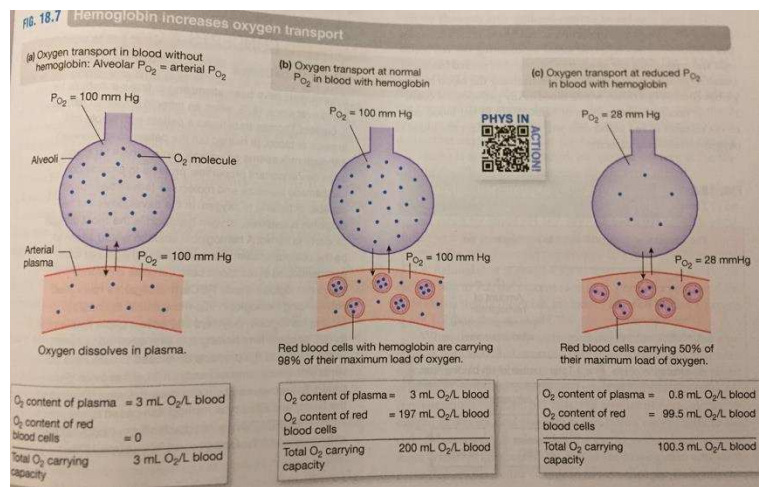 FIG. 18.7 Hemoglobin increases oxygen transport
(a) Oxygen transport in blood without
hemoglobin: Alveolar PO2 = arterial PO2
PO2 = 100 mm Hg
Alveoli
O2 molecule
Arterial
plasma
PO2 = 100 mm Hg
Oxygen dissolves in plasma.
O2 content of plasma = 3 mL O2/L blood
O2 content of red
blood cells = 0
Total O2 carrying
capacity 3 mL O2/L blood
(b) Oxygen transport at normal
PO2 in blood with hemoglobin
PO2 = 100 mm Hg
PHYS IN
ACTION!
PO2 = 100 mm Hg
Red blood cells with hemoglobin are carrying
98% of their maximum load of oxygen.
O2 content of plasma = 3 mL O2/L blood
O2 content of red = 197 mL O2/L blood
blood cells
Total O2 carrying 200 mL O2/L blood
capacity
(c) Oxygen transport at reduced PO2
in blood with hemoglobin
PO2 = 28 mm Hg
PO2 = 28 mmHg
Red blood cells carrying 50% of
their maximum load of oxygen.
O2 content of plasma = 0.8 mL O2/L blood
O2 content of red = 99.5 mL O2/L blood
blood cells
Total O2 carrying 100.3 mL O2/L blood
capacity